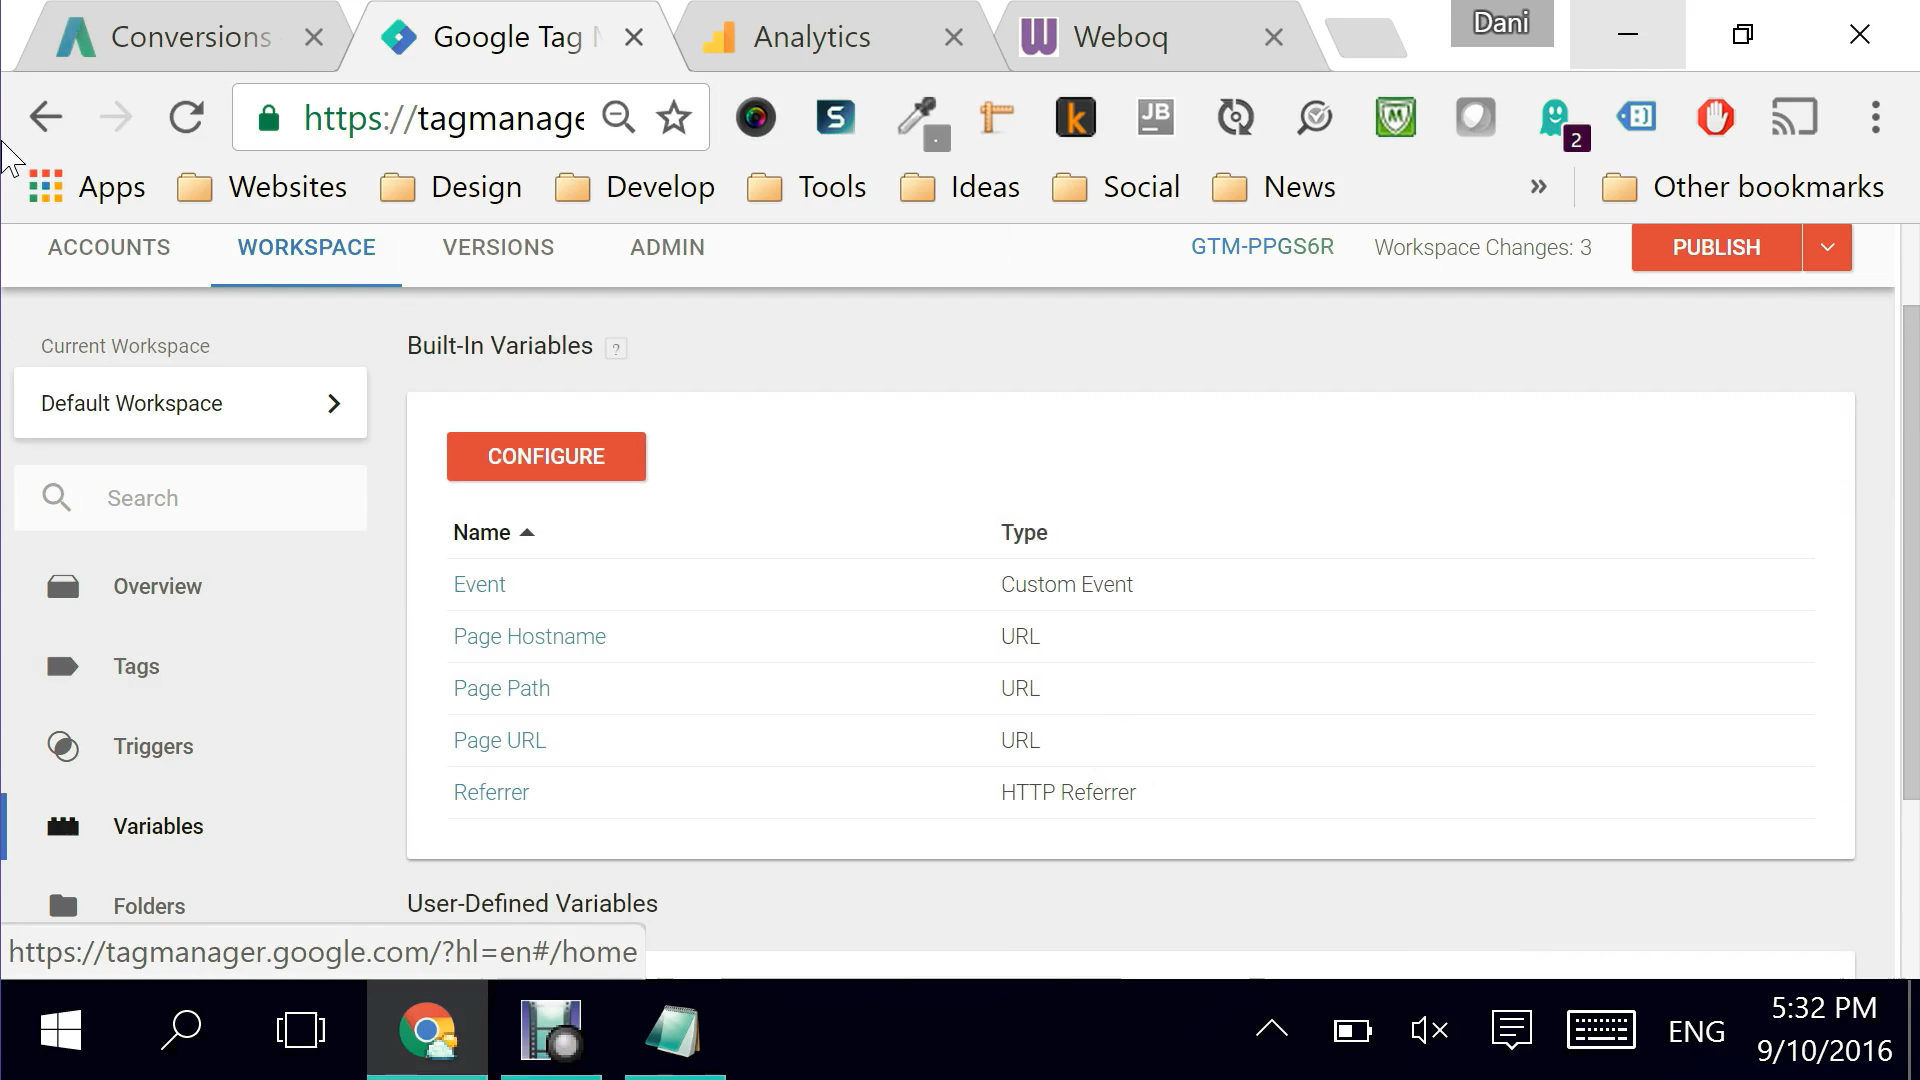 Conversions
Google Tag M
Analytics
Weboq
Dani
https://tagmanage
S
k
JB
2
Apps
Websites
Design
Develop
Tools
Ideas
Social
News
»
Other bookmarks
ACCOUNTS
WORKSPACE
VERSIONS
ADMIN
GTM-PPGS6R
Workspace Changes: 3
PUBLISH
Current Workspace
Default Workspace
Search
Overview
Tags
Triggers
Variables
Folders
Built-In Variables ?
CONFIGURE
Name
Type
Event
Custom Event
Page Hostname
URL
Page Path
URL
Page URL
URL
Referrer
HTTP Referrer
User-Defined Variables
https://tagmanager.google.com/?hl=en#/home
ENG
5:32 PM
9/10/2016